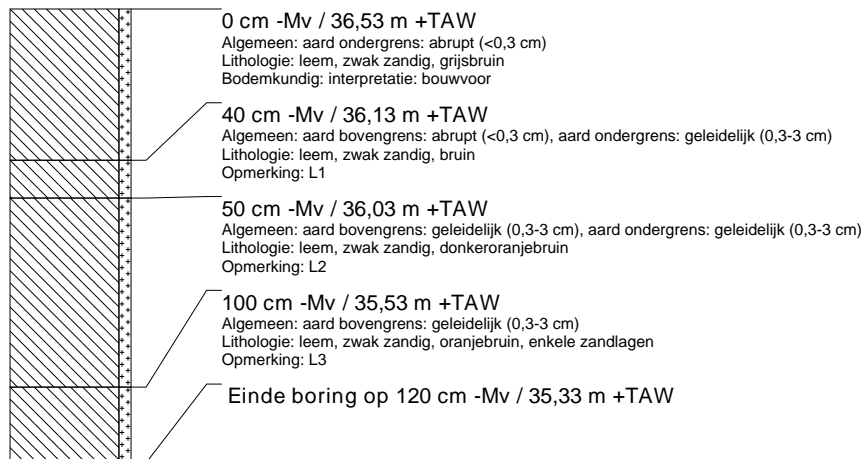 0 cm -Mv / 36,53 m +TAW
Algemeen: aard ondergrens: abrupt (<0,3 cm)
Lithologie: leem, zwak zandig, grijsbruin
Bodemkundig: interpretatie: bouwvoor
40 cm -Mv / 36,13 m +TAW
Algemeen: aard bovengrens: abrupt (<0,3 cm), aard ondergrens: geleidelijk (0,3-3 cm)
Lithologie: leem, zwak zandig, bruin
Opmerking: L1
50 cm -Mv / 36,03 m +TAW
Algemeen: aard bovengrens: geleidelijk (0,3-3 cm), aard ondergrens: geleidelijk (0,3-3 cm)
Lithologie: leem, zwak zandig, donkeroranjebruin
Opmerking: L2
100 cm -Mv / 35,53 m +TAW
Algemeen: aard bovengrens: geleidelijk (0,3-3 cm)
Lithologie: leem, zwak zandig, oranjebruin, enkele zandlagen
Opmerking: L3
Einde boring op 120 cm -Mv / 35,33 m +TAW